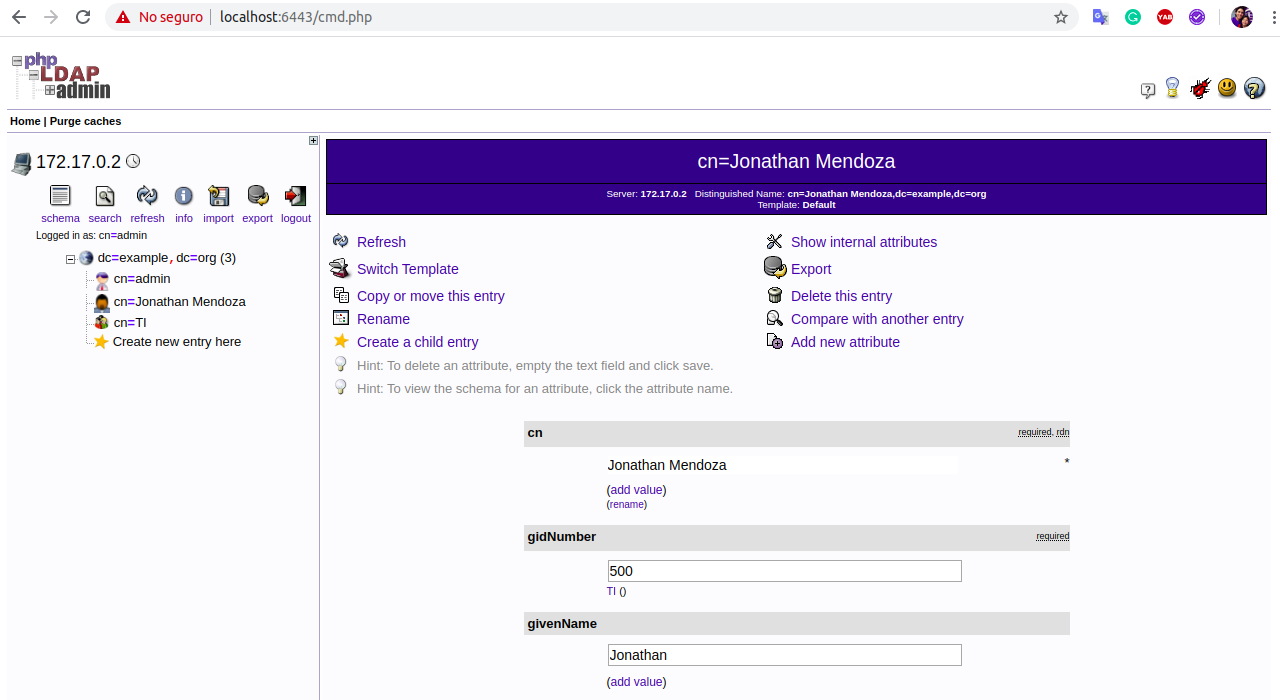 No seguro
localhost:6443/cmd.php
YAB
php
LDAP
admin
Home | Purge caches
172.17.0.2
schema search refresh info import export logout
Logged in as: cn=admin
dc=example,dc=org (3)
cn=admin
cn=Jonathan Mendoza
cn=TI
Create new entry here
cn=Jonathan Mendoza
Server: 172.17.0.2 Distinguished Name: cn=Jonathan Mendoza,dc=example,dc=org
Template: Default
Refresh
Show internal attributes
Switch Template
Export
Copy or move this entry
Delete this entry
Rename
Compare with another entry
Create a child entry
Add new attribute
Hint: To delete an attribute, empty the text field and click save.
Hint: To view the schema for an attribute, click the attribute name.
cn
required, rdn
Jonathan Mendoza
*
(add value)
(rename)
gidNumber
required
500
TI ()
givenName
Jonathan
(add value)